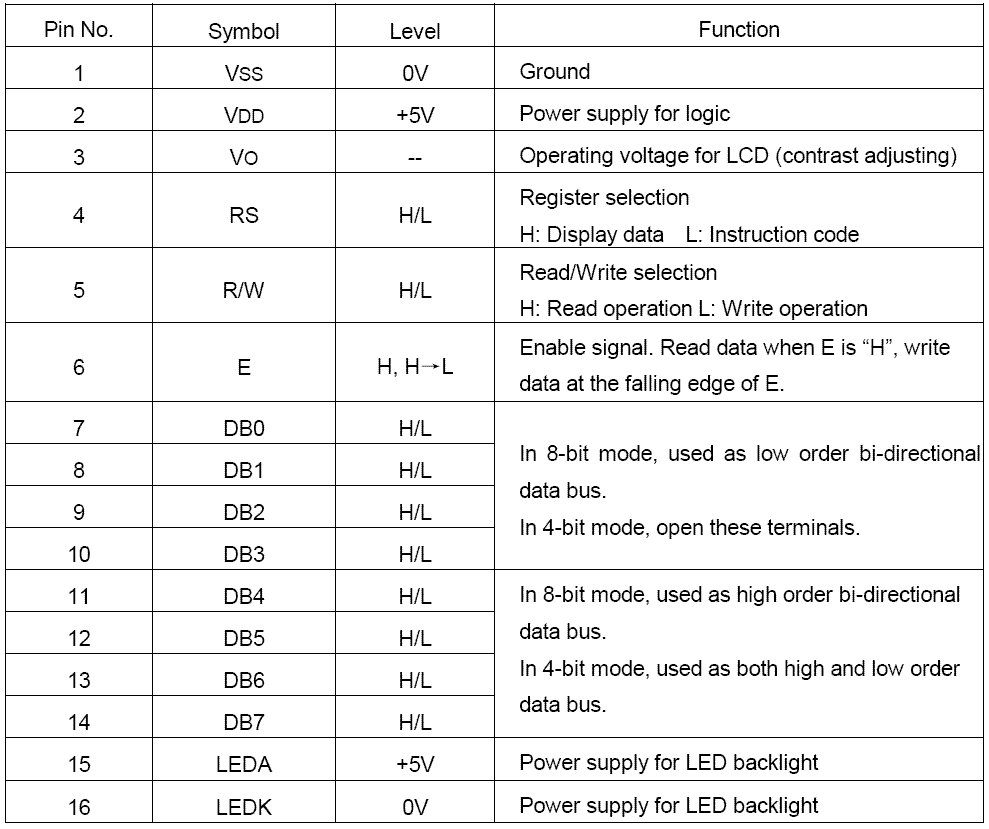 Pin No. Symbol Level Function
1 VSS 0V Ground
2 VDD +5V Power supply for logic
3 VO -- Operating voltage for LCD (contrast adjusting)
4 RS H/L Register selection
H: Display data L: Instruction code
5 R/W H/L Read/Write selection
H: Read operation L: Write operation
6 E H, H→L Enable signal. Read data when E is “H”, write
data at the falling edge of E.
7 DB0 H/L
8 DB1 H/L
9 DB2 H/L
10 DB3 H/L
In 8-bit mode, used as low order bi-directional
data bus.
In 4-bit mode, open these terminals.
11 DB4 H/L
12 DB5 H/L
13 DB6 H/L
14 DB7 H/L
In 8-bit mode, used as high order bi-directional
data bus.
In 4-bit mode, used as both high and low order
data bus.
15 LEDA +5V Power supply for LED backlight
16 LEDK 0V Power supply for LED backlight